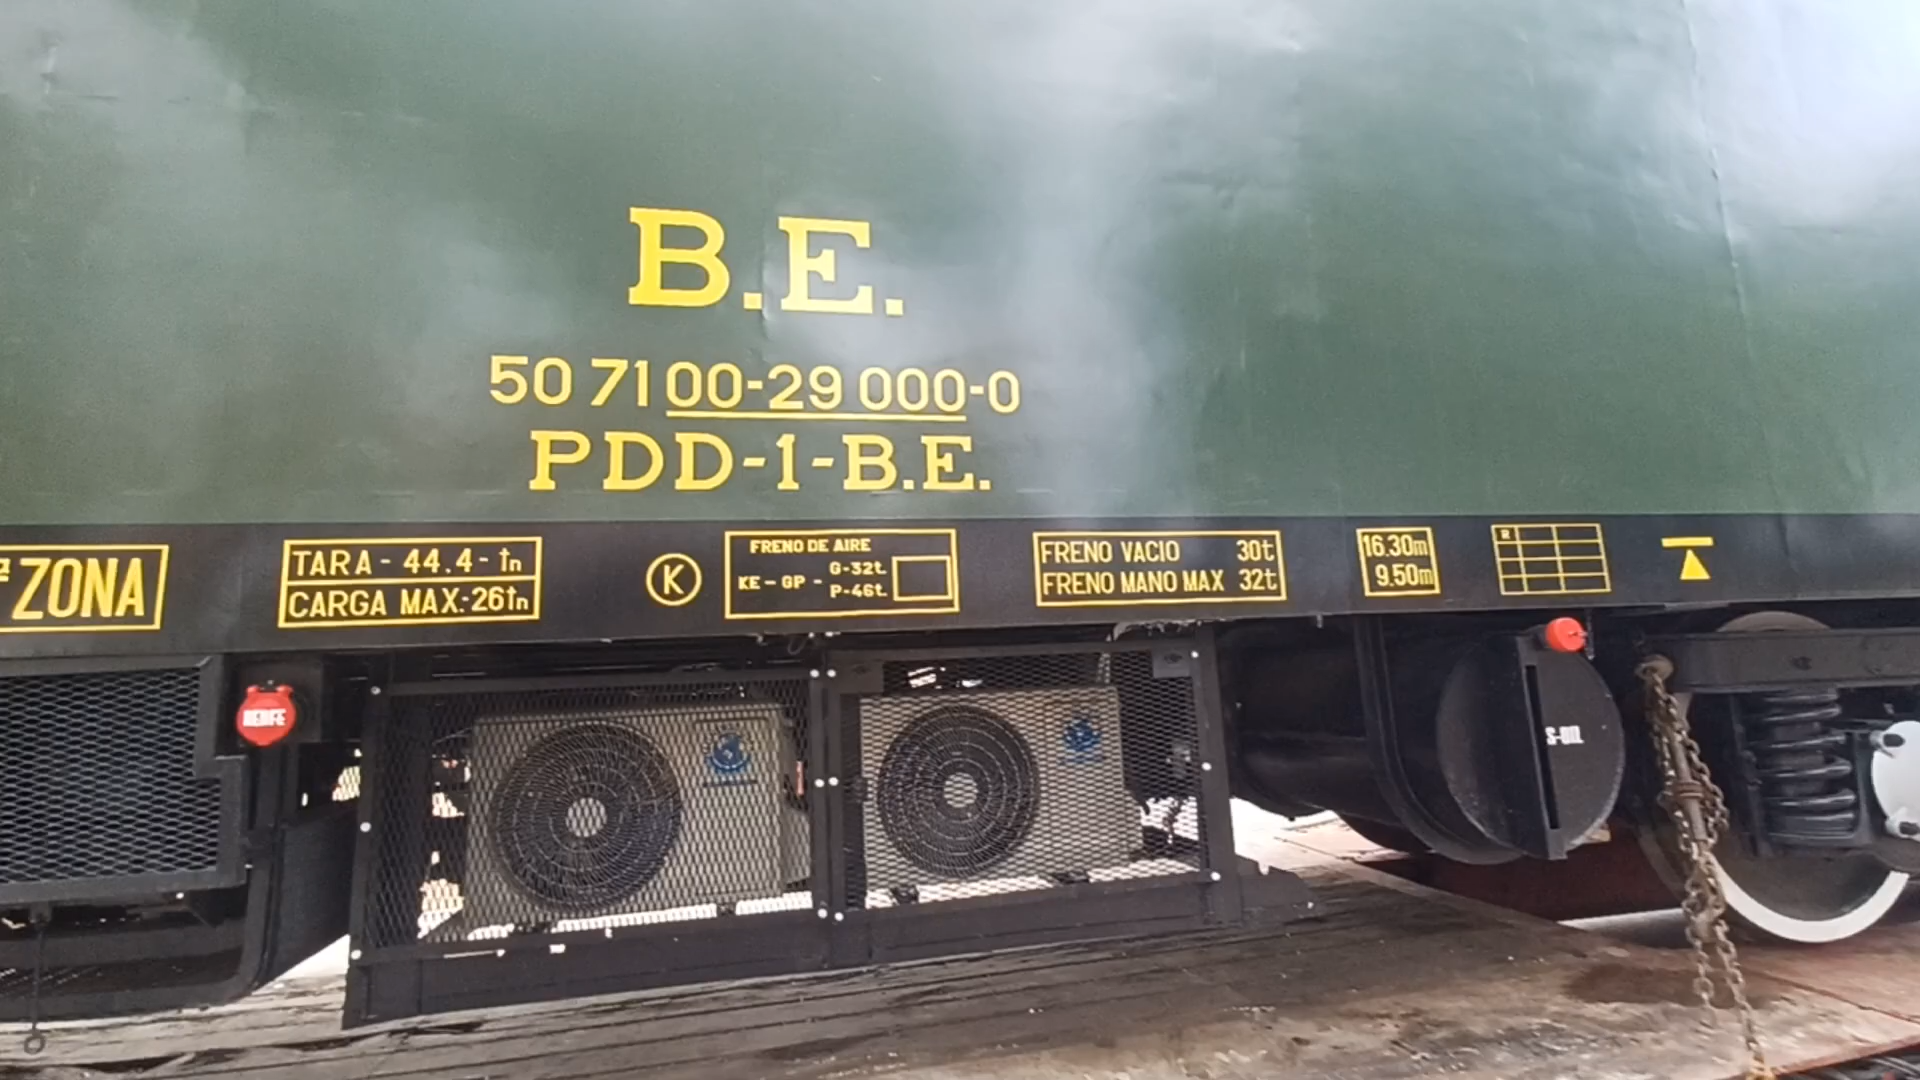 B.E.
50 71 00-29 000-0
PDD-1-B.E.
ª ZONA
TARA - 44.4 - tn
CARGA MAX.-26tn
K
FRENO DE AIRE
KE - GP - G-32t.
P-46t.
FRENO VACIO 30t
FRENO MANO MAX 32t
16.30m
9.50m
R
RENFE
S-OIL